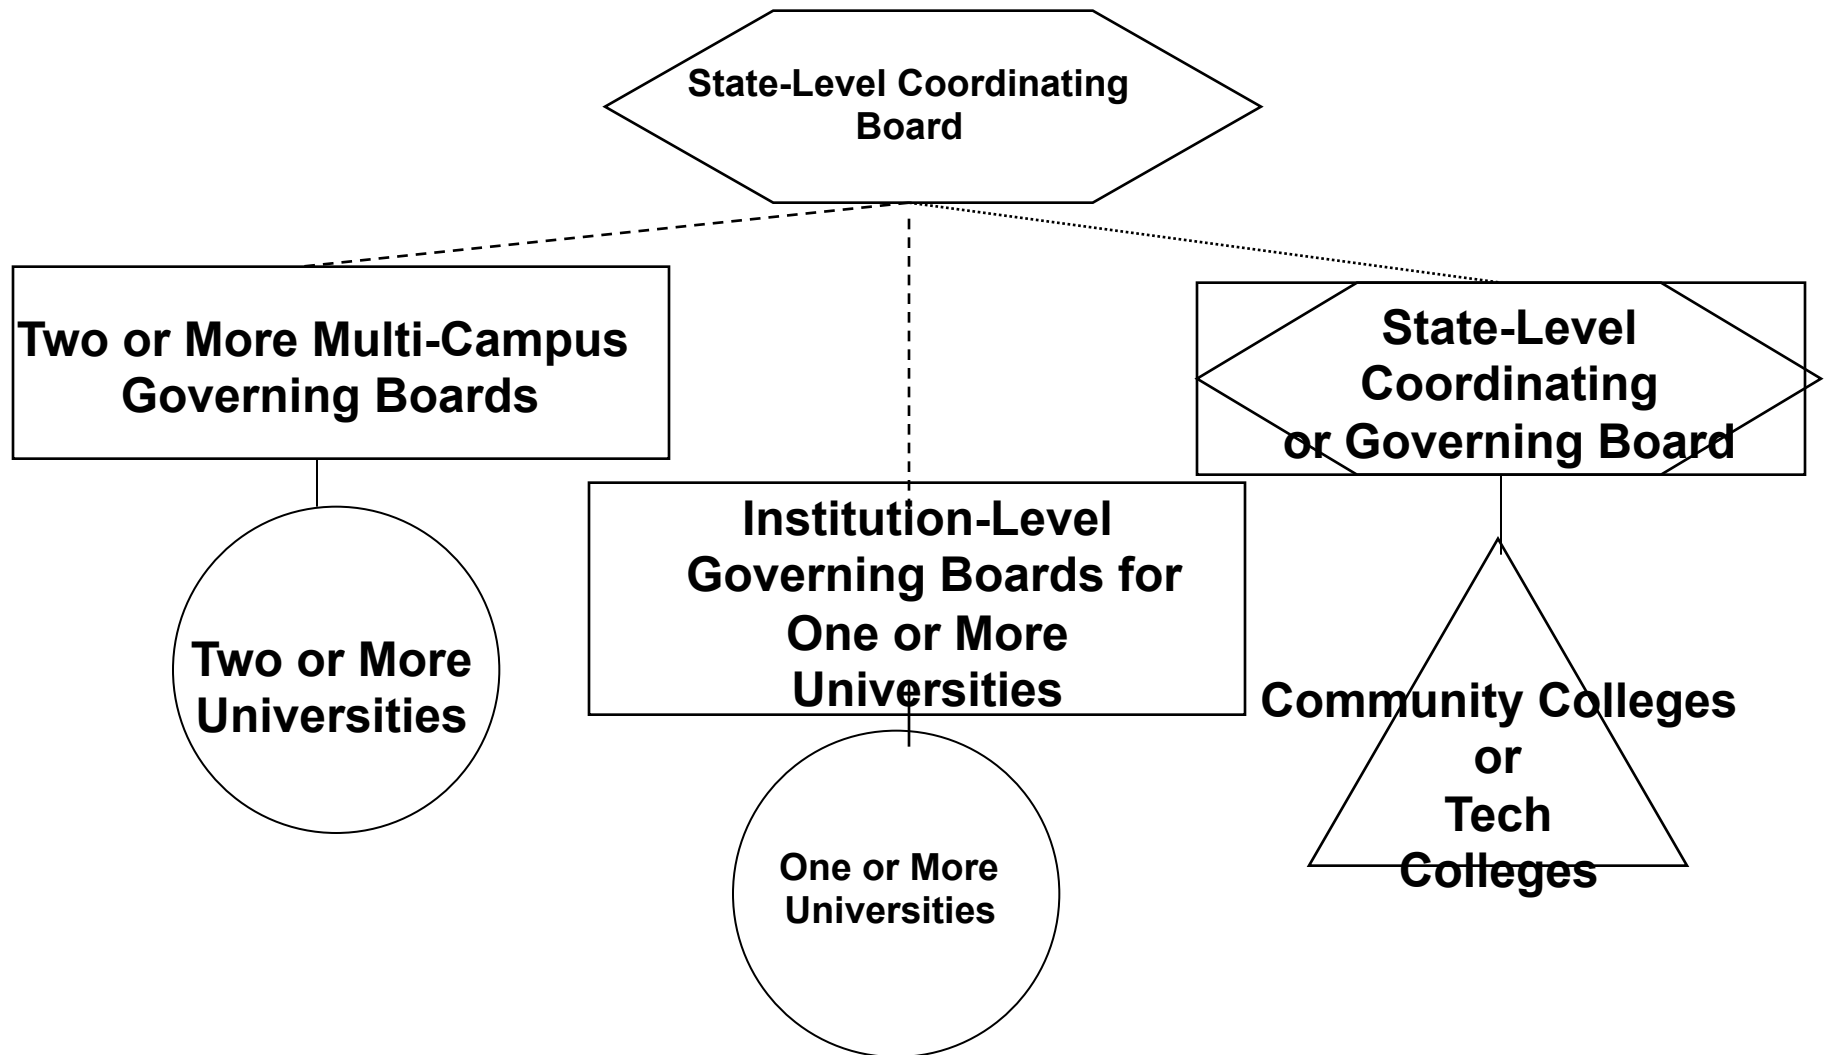 State-Level Coordinating
Board
Two or More Multi-Campus
Governing Boards
State-Level
Coordinating
or Governing Board
Institution-Level
Governing Boards for
One or More
Universities
Two or More
Universities
Community Colleges
or
Tech
Colleges
One or More
Universities